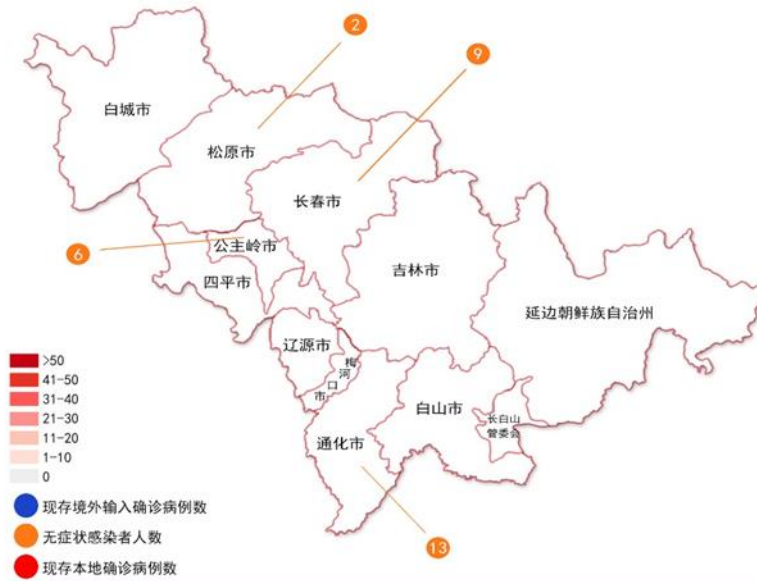 2
9
白城市
松原市
长春市
6
公主岭市
四平市
吉林市
延边朝鲜族自治州
辽源市
梅河口市
白山市
长白山
管委会
通化市
13
>50
41-50
31-40
21-30
11-20
1-10
0
现存境外输入确诊病例数
无症状感染者人数
现存本地确诊病例数